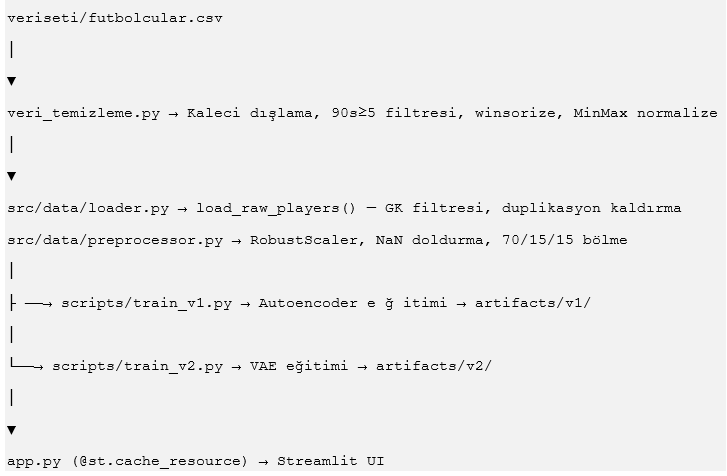 veriseti/futbolcular.csv
│
▼
veri_temizleme.py → Kaleci dışlama, 90s≥5 filtresi, winsorize, MinMax normalize
│
▼
src/data/loader.py → load_raw_players() — GK filtresi, duplikasyon kaldırma
src/data/preprocessor.py → RobustScaler, NaN doldurma, 70/15/15 bölme
│
├ ──→ scripts/train_v1.py → Autoencoder e ğ itimi → artifacts/v1/
│
└──→ scripts/train_v2.py → VAE eğitimi → artifacts/v2/
│
▼
app.py (@st.cache_resource) → Streamlit UI